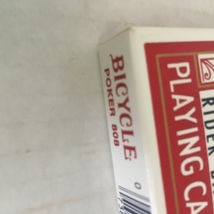 BICYCLE
POKER 808
RIDER
PLAYING CA